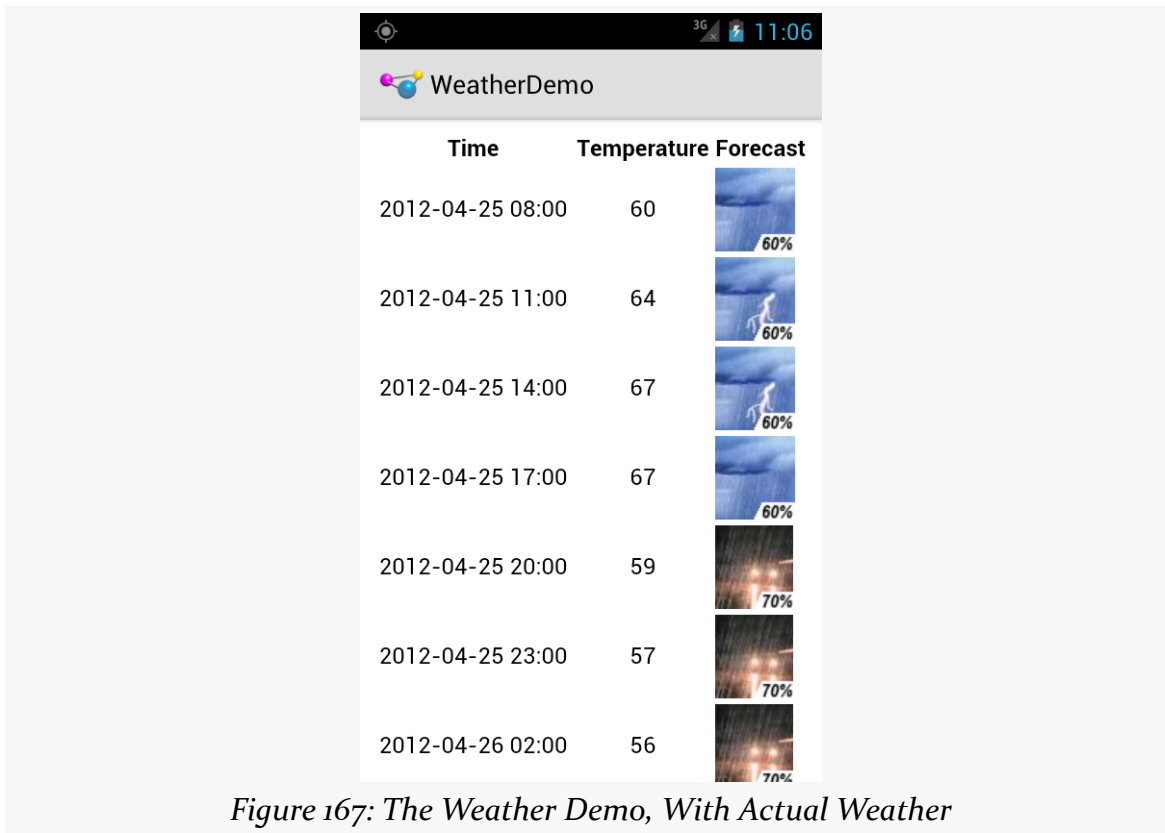 3G 11:06
WeatherDemo
Time Temperature Forecast
2012-04-25 08:00 60 60%
2012-04-25 11:00 64 60%
2012-04-25 14:00 67 60%
2012-04-25 17:00 67 60%
2012-04-25 20:00 59 70%
2012-04-25 23:00 57 70%
2012-04-26 02:00 56 70%
Figure 167: The Weather Demo, With Actual Weather